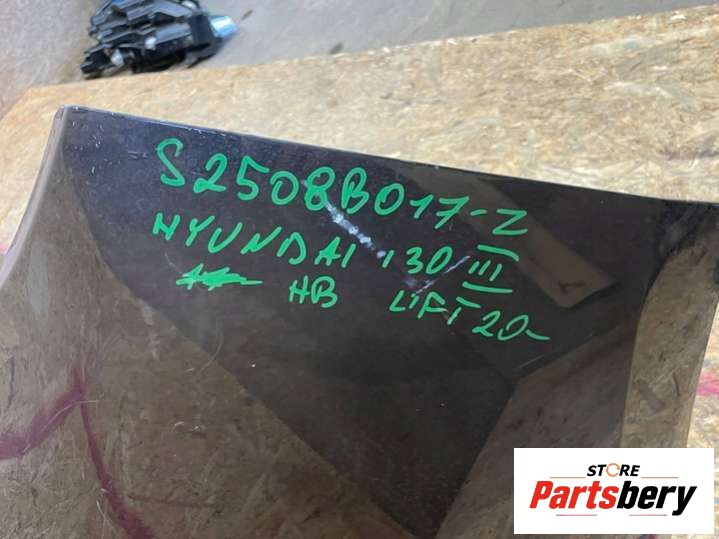 S2508B017-Z
HYUNDAI i30 III
HB LIFT 20-
STORE
Partsbery